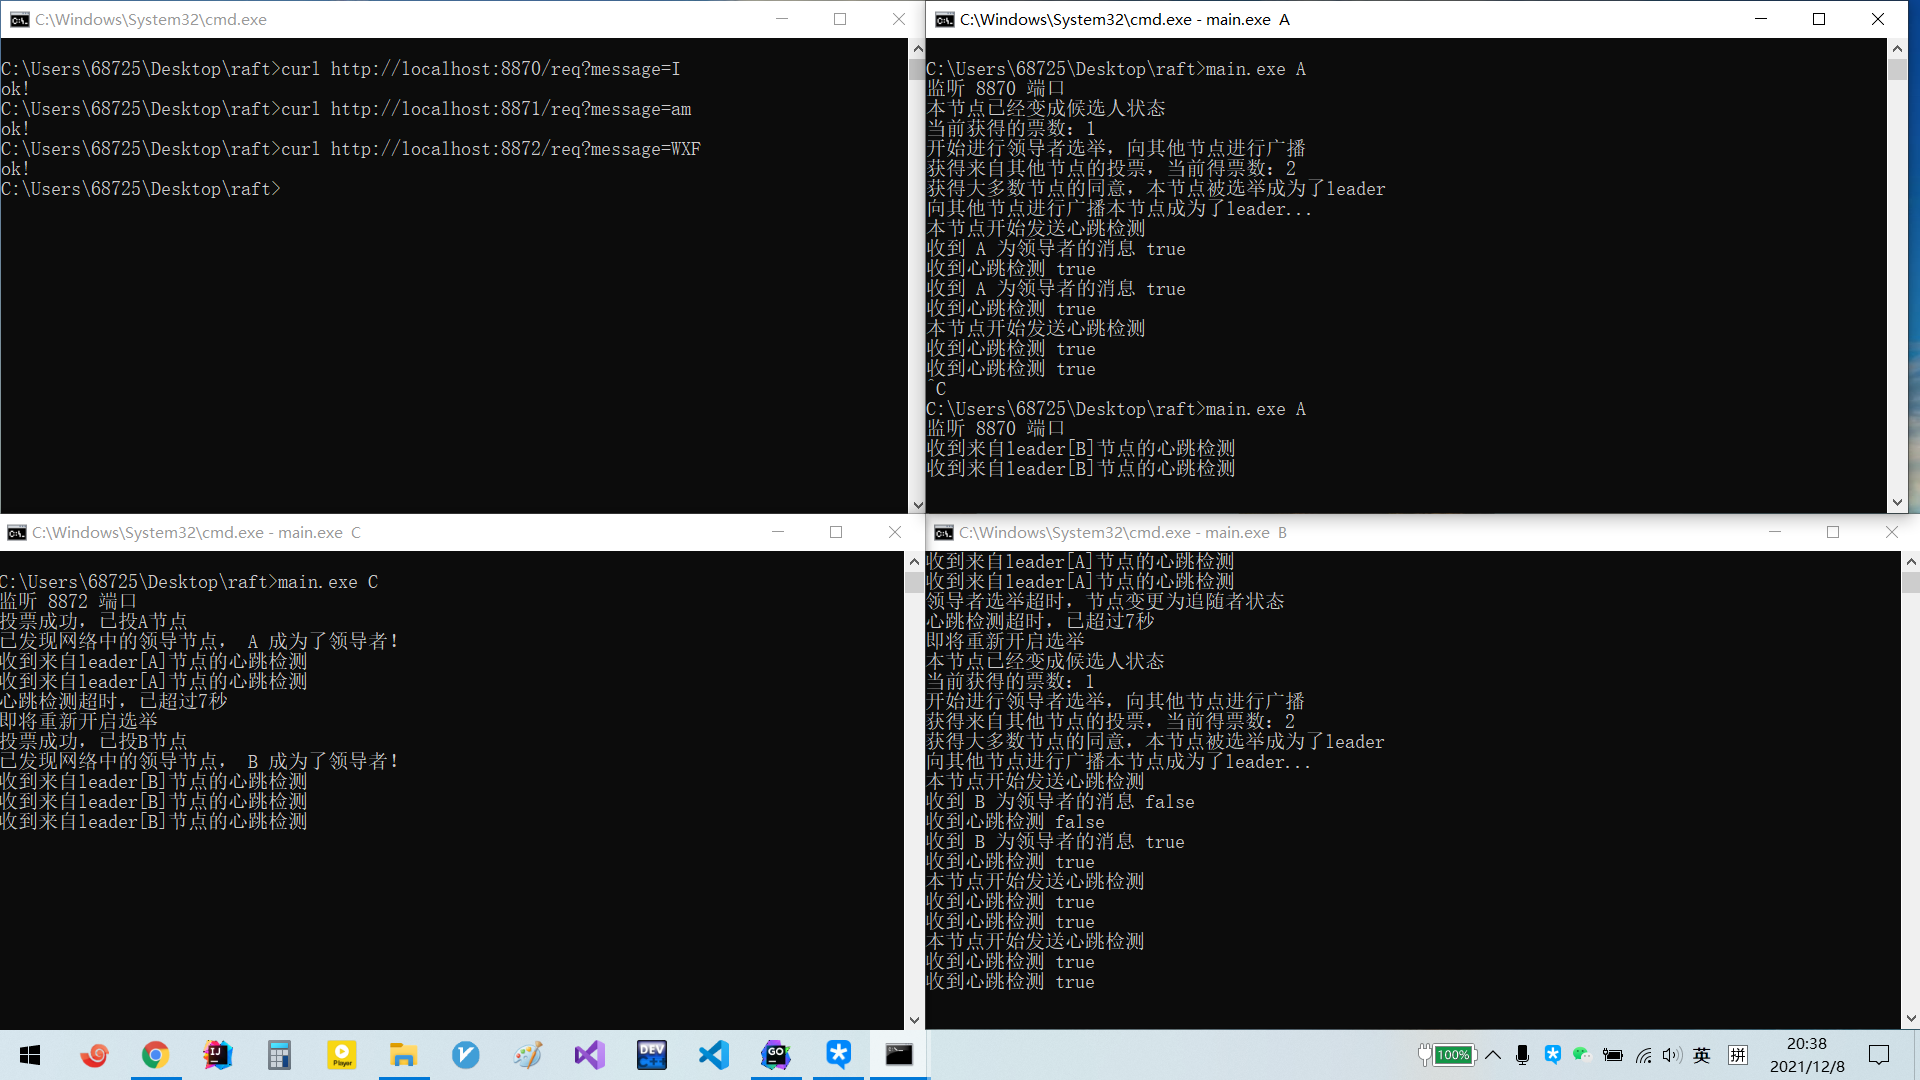 C:\Windows\System32\cmd.exe
C:\Users\68725\Desktop\raft>curl http://localhost:8870/req?message=I
ok!
C:\Users\68725\Desktop\raft>curl http://localhost:8871/req?message=am
ok!
C:\Users\68725\Desktop\raft>curl http://localhost:8872/req?message=WXF
ok!
C:\Users\68725\Desktop\raft>
C:\Windows\System32\cmd.exe - main.exe A
C:\Users\68725\Desktop\raft>main.exe A
监听 8870 端口
本节点已经变成候选人状态
当前获得的票数：1
开始进行领导者选举，向其他节点进行广播
获得来自其他节点的投票，当前得票数：2
获得大多数节点的同意，本节点被选举成为了leader
向其他节点进行广播本节点成为了leader...
本节点开始发送心跳检测
收到 A 为领导者的消息 true
收到心跳检测 true
收到 A 为领导者的消息 true
收到心跳检测 true
本节点开始发送心跳检测
收到心跳检测 true
收到心跳检测 true
^C
C:\Users\68725\Desktop\raft>main.exe A
监听 8870 端口
收到来自leader[B]节点的心跳检测
收到来自leader[B]节点的心跳检测
C:\Windows\System32\cmd.exe - main.exe C
C:\Users\68725\Desktop\raft>main.exe C
监听 8872 端口
投票成功，已投A节点
已发现网络中的领导节点， A 成为了领导者！
收到来自leader[A]节点的心跳检测
收到来自leader[A]节点的心跳检测
心跳检测超时，已超过7秒
即将重新开启选举
投票成功，已投B节点
已发现网络中的领导节点， B 成为了领导者！
收到来自leader[B]节点的心跳检测
收到来自leader[B]节点的心跳检测
收到来自leader[B]节点的心跳检测
C:\Windows\System32\cmd.exe - main.exe B
收到来自leader[A]节点的心跳检测
收到来自leader[A]节点的心跳检测
领导者选举超时，节点变更为追随者状态
心跳检测超时，已超过7秒
即将重新开启选举
本节点已经变成候选人状态
当前获得的票数：1
开始进行领导者选举，向其他节点进行广播
获得来自其他节点的投票，当前得票数：2
获得大多数节点的同意，本节点被选举成为了leader
向其他节点进行广播本节点成为了leader...
本节点开始发送心跳检测
收到 B 为领导者的消息 false
收到心跳检测 false
收到 B 为领导者的消息 true
收到心跳检测 true
本节点开始发送心跳检测
收到心跳检测 true
收到心跳检测 true
本节点开始发送心跳检测
收到心跳检测 true
收到心跳检测 true
IJ
Player
DEV
C++
GO
100%
英
拼
20:38
2021/12/8